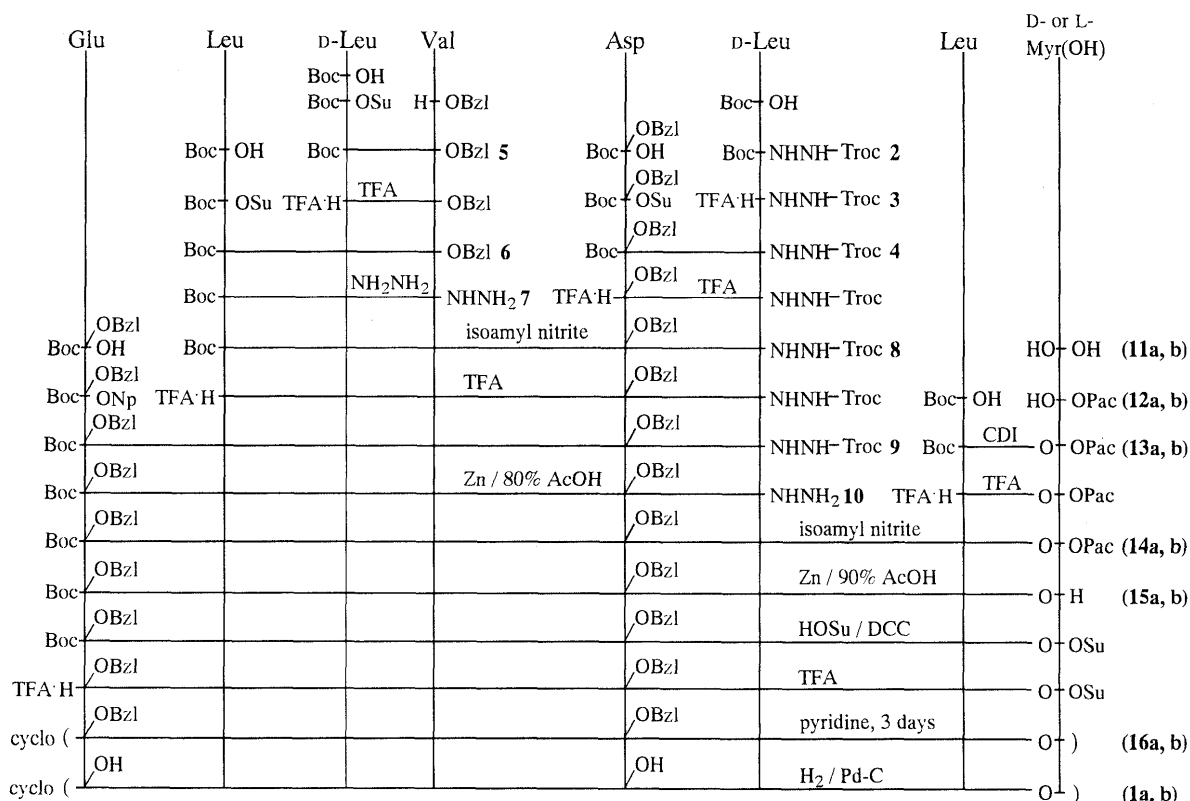 D- or L-
Glu Leu D-Leu Val Asp D-Leu Leu Myr(OH)
Boc OH
Boc OSu H OBzl Boc OH
OBzl
Boc OH Boc OBzl 5 Boc OH Boc NHNH Troc 2
OBzl
Boc OSu TFA·H TFA OBzl Boc OSu TFA·H NHNH Troc 3
OBzl
Boc OBzl 6 Boc NHNH Troc 4
OBzl
Boc NH2NH2 NHNH2 7 TFA·H TFA NHNH Troc
OBzl isoamyl nitrite OBzl
Boc OH Boc NHNH Troc 8 HO OH (11a, b)
OBzl TFA OBzl
Boc ONp TFA·H NHNH Troc Boc OH HO OPac (12a, b)
OBzl OBzl
Boc NHNH Troc 9 Boc CDI O OPac (13a, b)
OBzl Zn / 80% AcOH OBzl
Boc NHNH2 10 TFA·H TFA O OPac
OBzl OBzl isoamyl nitrite
Boc O OPac (14a, b)
OBzl OBzl Zn / 90% AcOH
Boc O H (15a, b)
OBzl OBzl HOSu / DCC
Boc O OSu
OBzl OBzl TFA
TFA·H O OSu
OBzl OBzl pyridine, 3 days
cyclo ( O ) (16a, b)
OH OH H2 / Pd-C
cyclo ( O ) (1a, b)